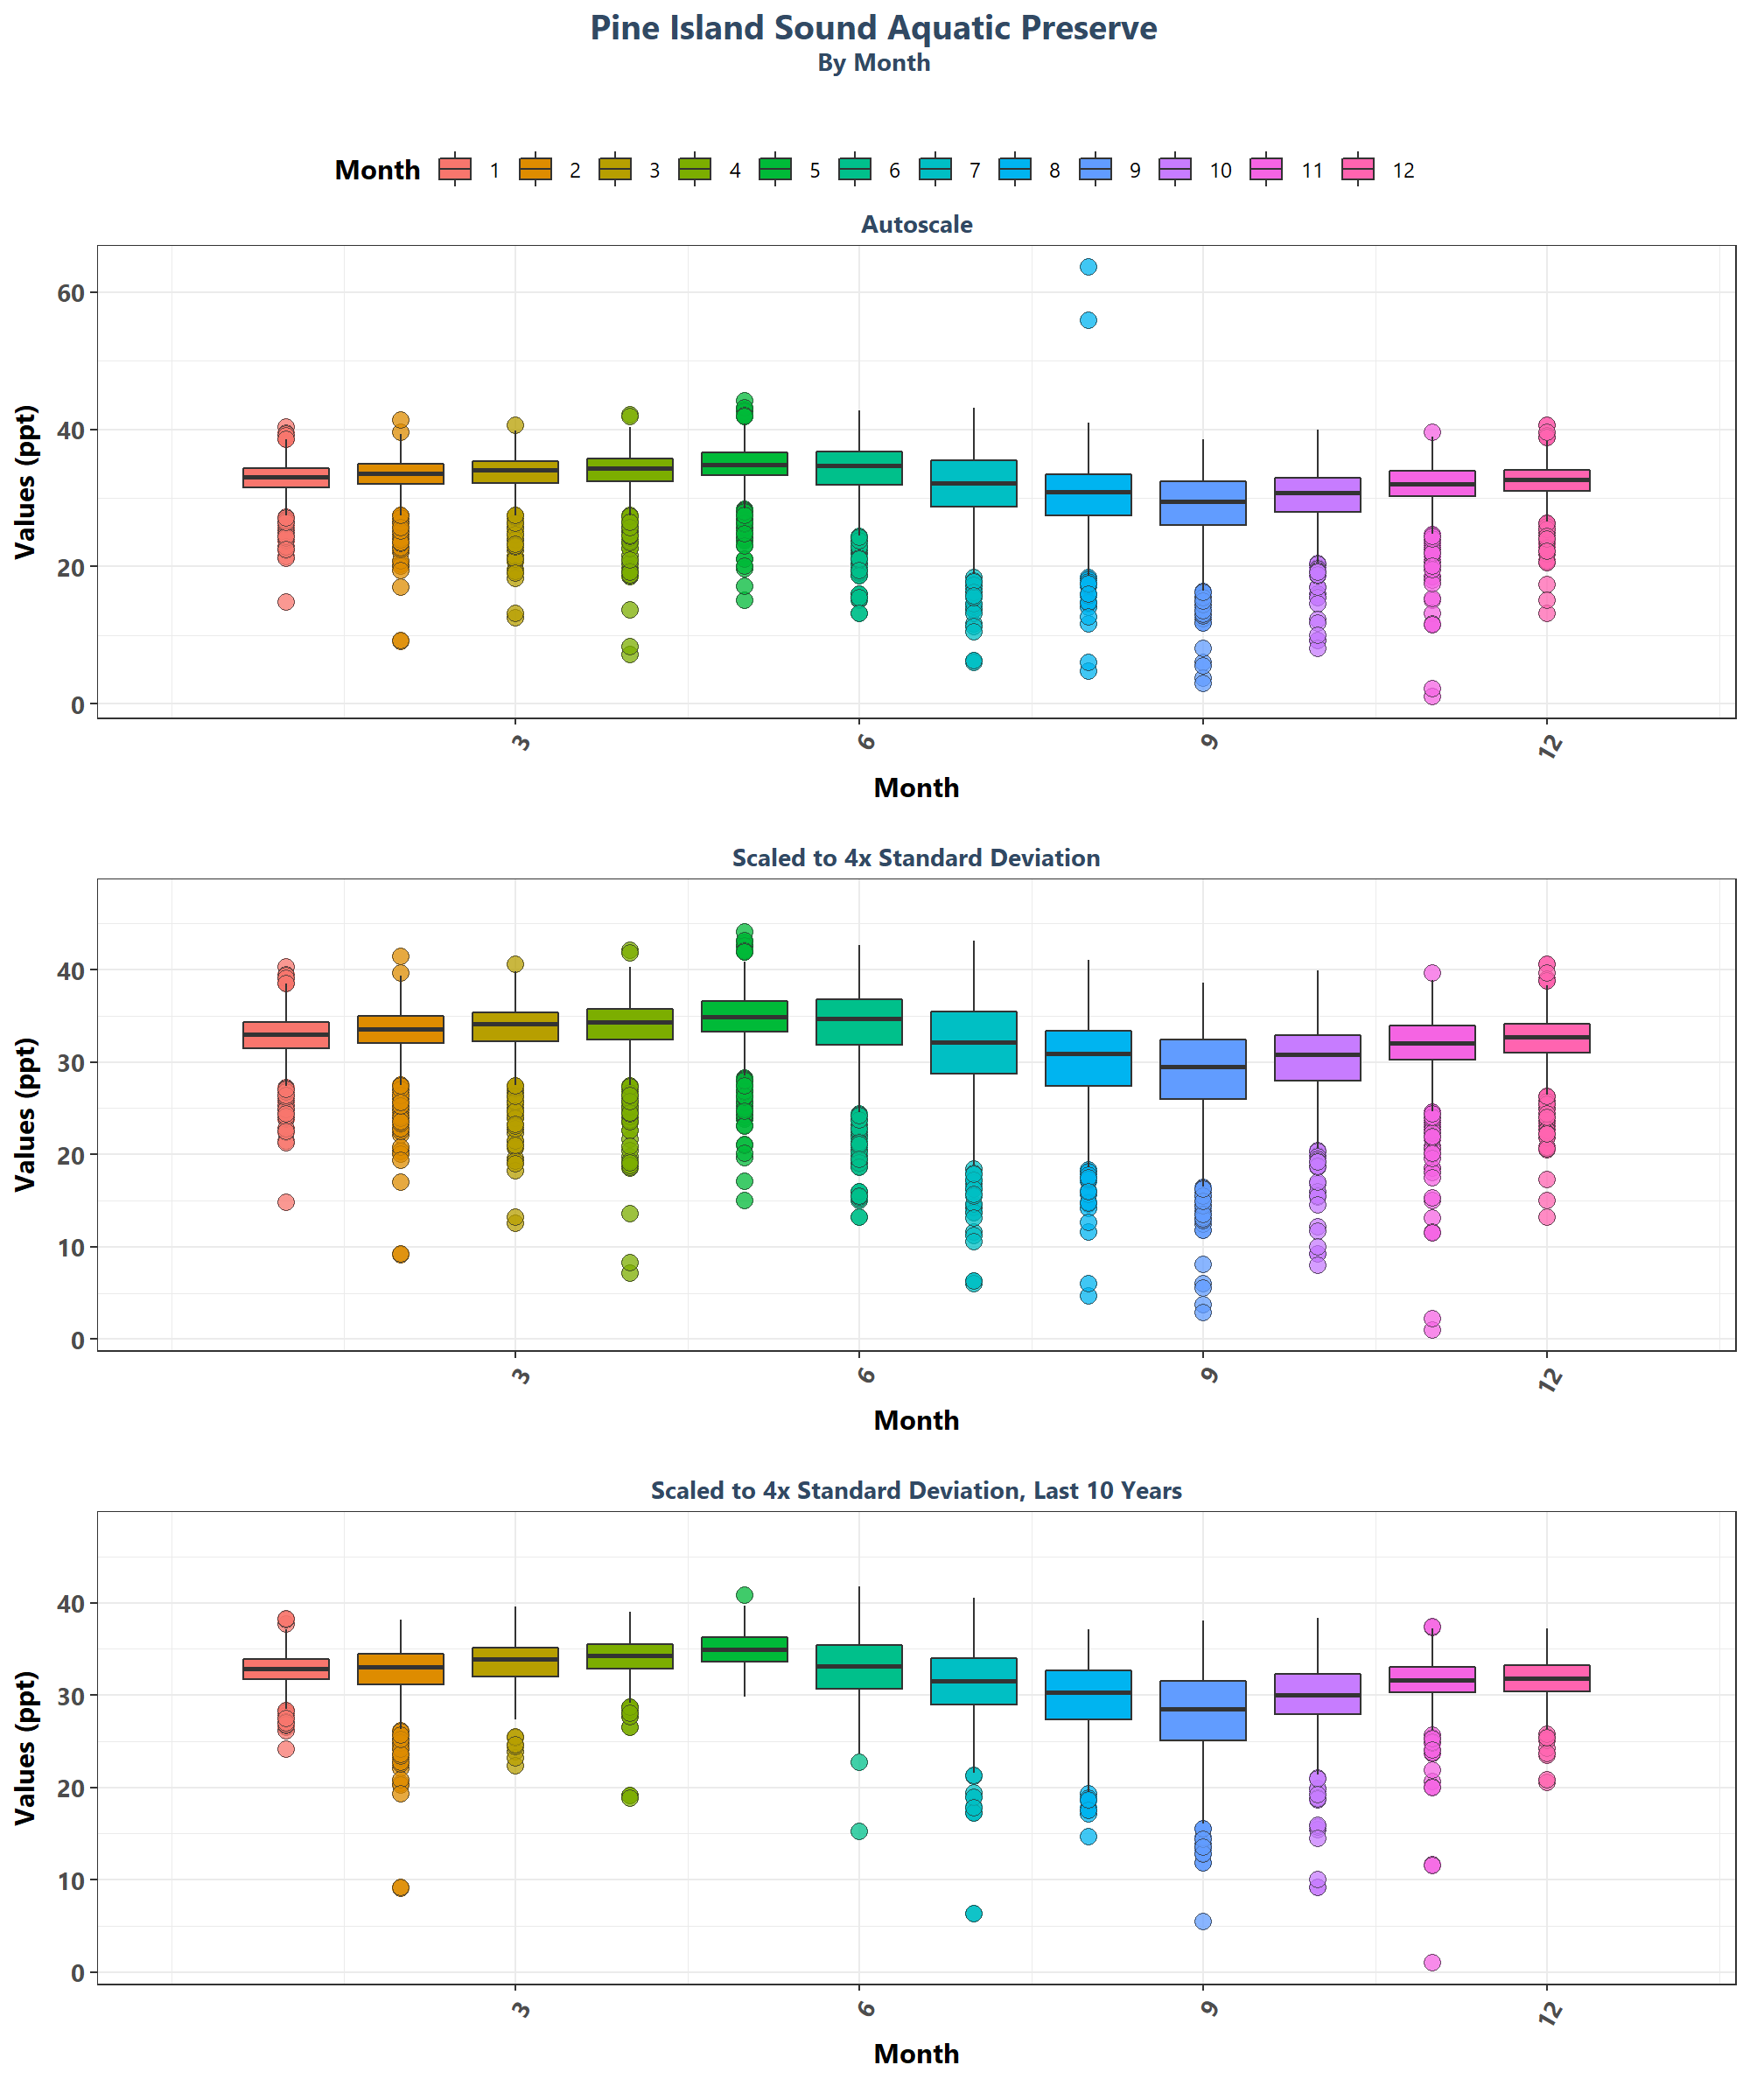 Pine Island Sound Aquatic Preserve
By Month
Month 1 2 3 4 5 6 7 8 9 10 11 12
Autoscale
Values (ppt)
60
40
20
0
3 6 9 12
Month
Scaled to 4x Standard Deviation
Values (ppt)
40
30
20
10
0
3 6 9 12
Month
Scaled to 4x Standard Deviation, Last 10 Years
Values (ppt)
40
30
20
10
0
3 6 9 12
Month